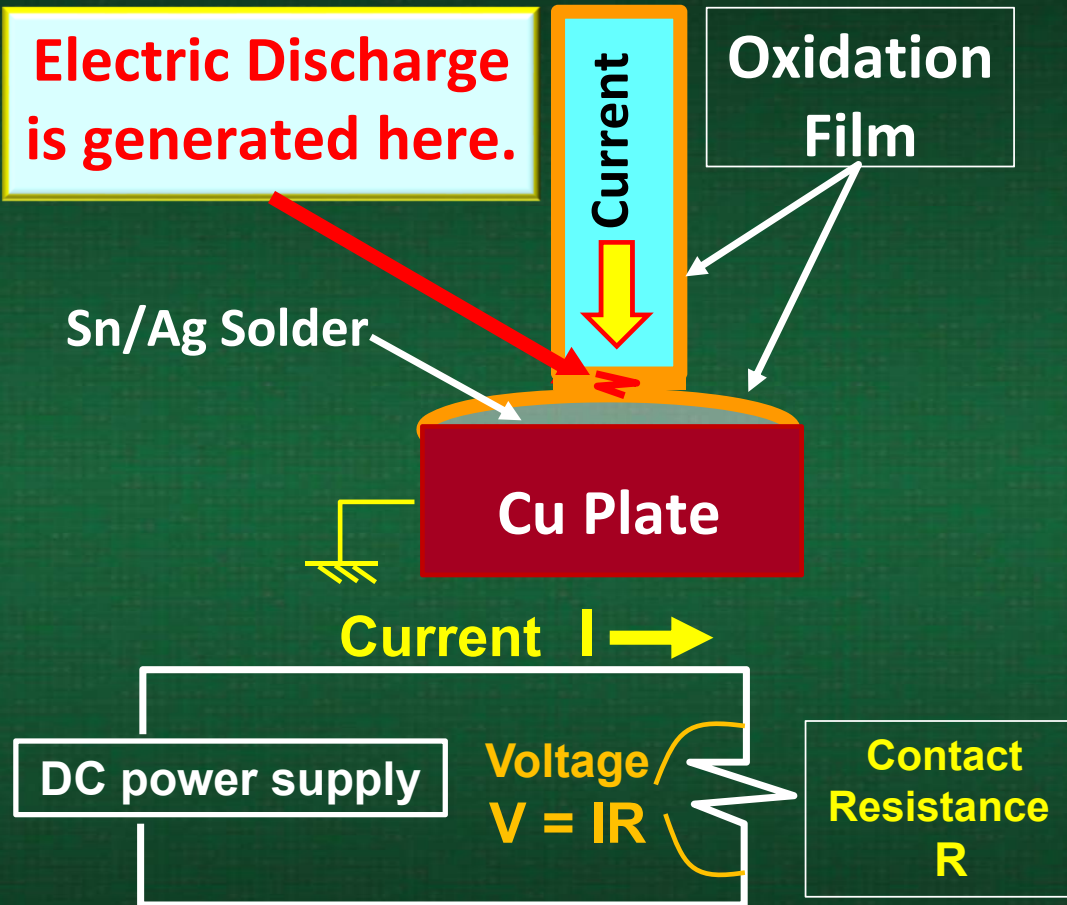 Electric Discharge
is generated here.
Current
Oxidation
Film
Sn/Ag Solder
Cu Plate
Current I
DC power supply
Voltage
V = IR
Contact
Resistance
R